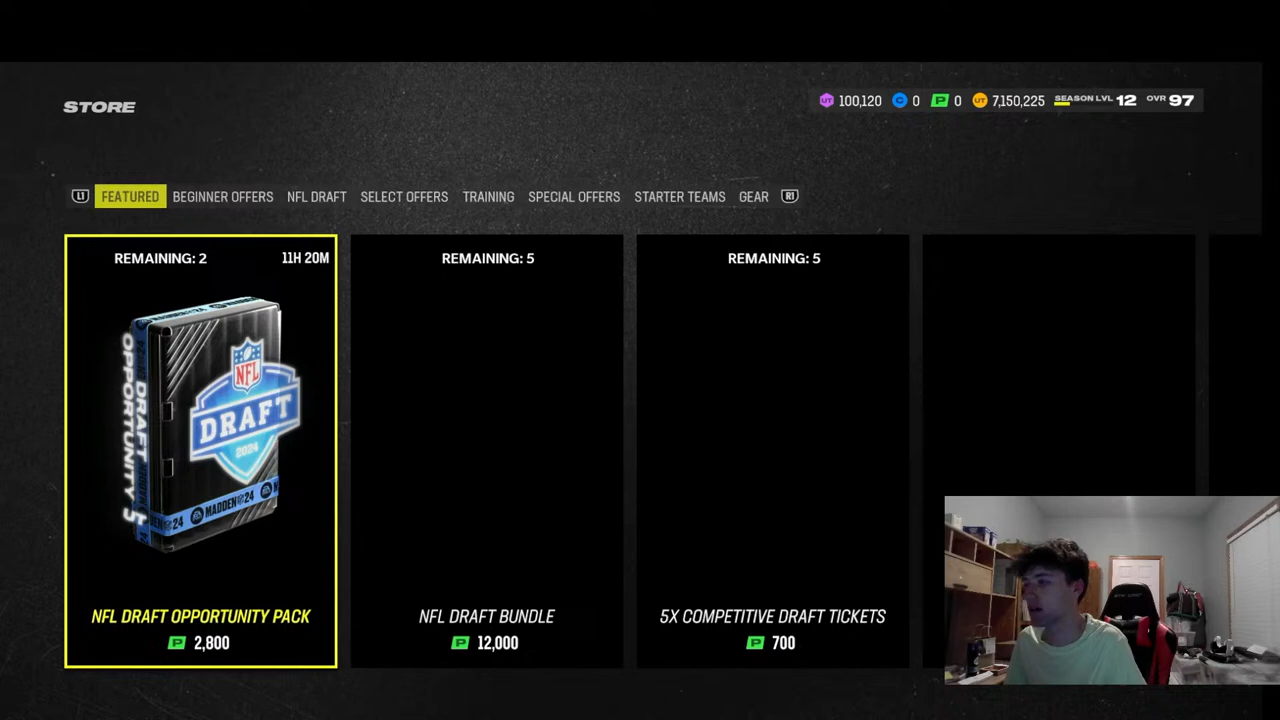 STORE
UT 100,120 C 0 P 0 UT 7,150,225 SEASON LVL 12 OVR 97
L1 FEATURED BEGINNER OFFERS NFL DRAFT SELECT OFFERS TRAINING SPECIAL OFFERS STARTER TEAMS GEAR R1
REMAINING: 2 11H 20M
NFL
DRAFT
2024
DRAFT
OPPORTUNITY 5
MADDEN 24
NFL DRAFT OPPORTUNITY PACK
P 2,800
REMAINING: 5
NFL DRAFT BUNDLE
P 12,000
REMAINING: 5
5X COMPETITIVE DRAFT TICKETS
P 700